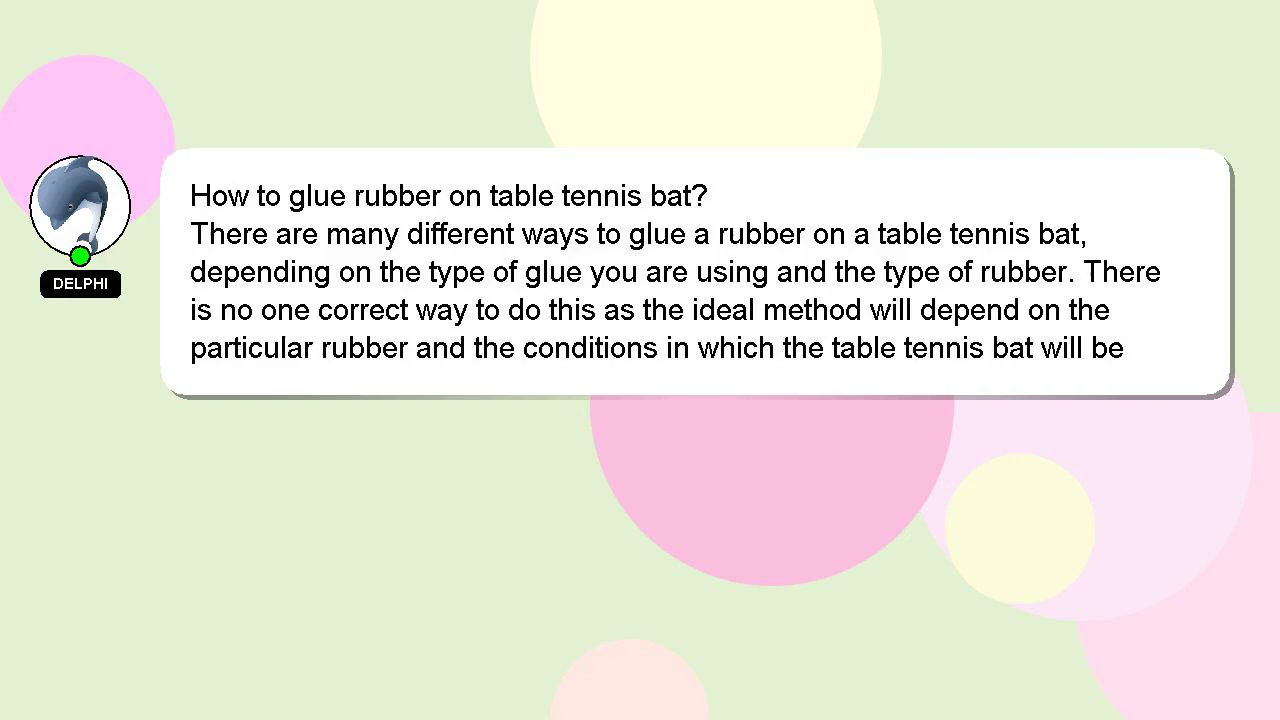 How to glue rubber on table tennis bat?
There are many different ways to glue a rubber on a table tennis bat,
depending on the type of glue you are using and the type of rubber. There
is no one correct way to do this as the ideal method will depend on the
particular rubber and the conditions in which the table tennis bat will be
DELPHI